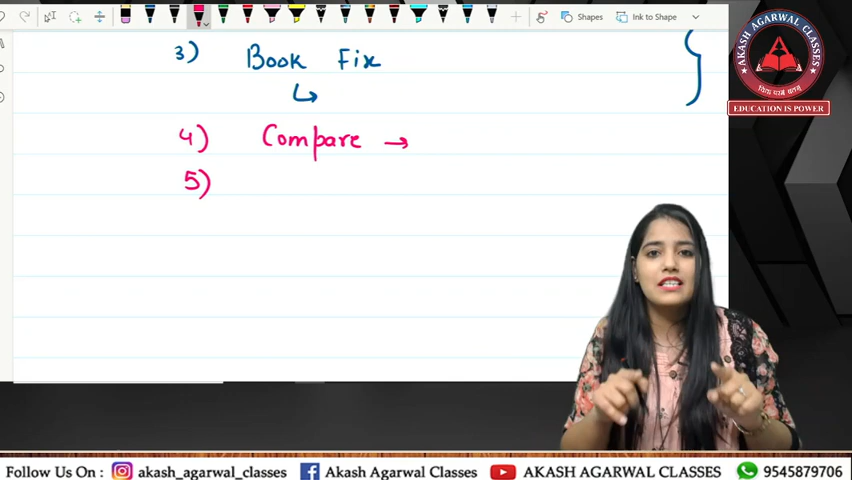 Shapes
Ink to Shape
3) Book Fix
4) Compare →
5)
AKASH AGARWAL CLASSES
EDUCATION IS POWER
Follow Us On : akash_agarwal_classes Akash Agarwal Classes AKASH AGARWAL CLASSES 9545879706